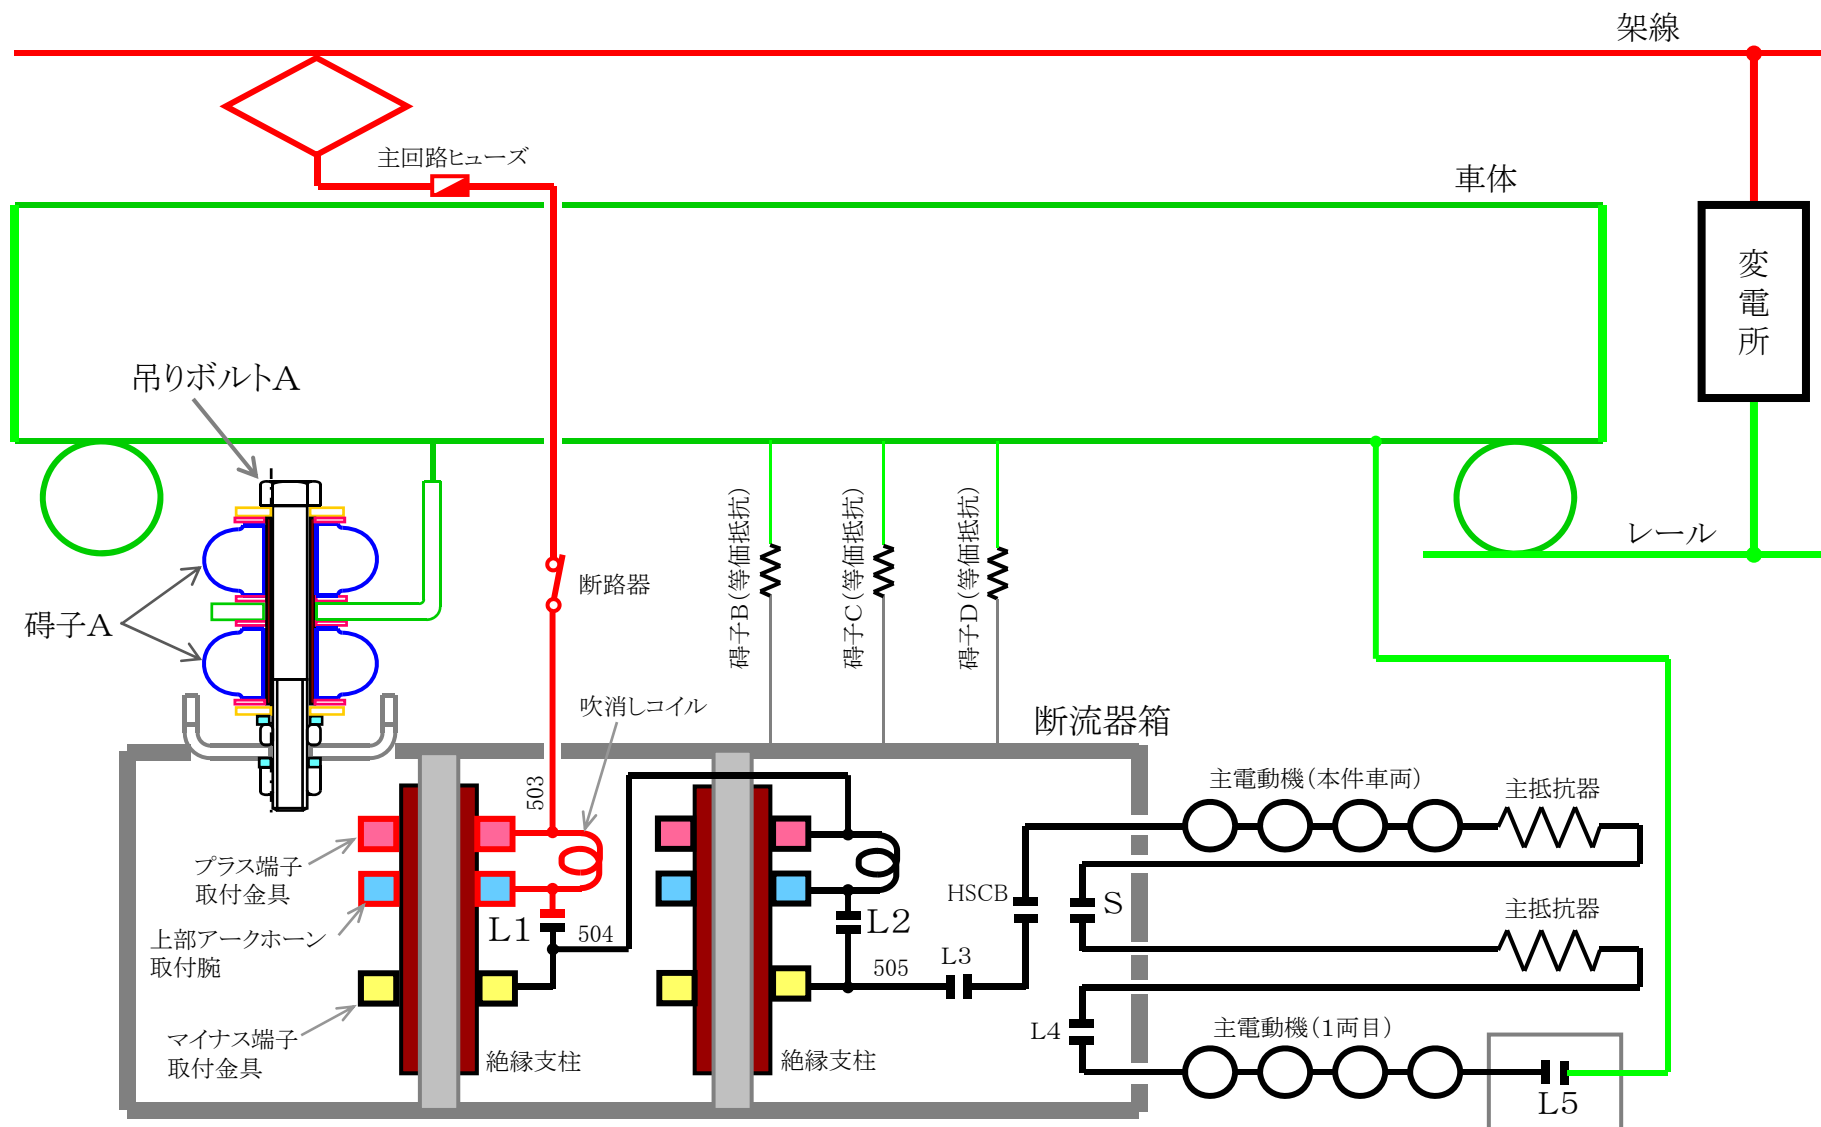 架線
主回路ヒューズ
車体
変電所
吊りボルトA
レール
碍子B(等価抵抗)
碍子C(等価抵抗)
碍子D(等価抵抗)
断路器
碍子A
吹消しコイル
断流器箱
503
主電動機(本件車両)
主抵抗器
プラス端子
取付金具
HSCB
S
主抵抗器
L1
504
L2
上部アークホーン
取付腕
505
L3
マイナス端子
取付金具
絶縁支柱
絶縁支柱
L4
主電動機(1両目)
L5